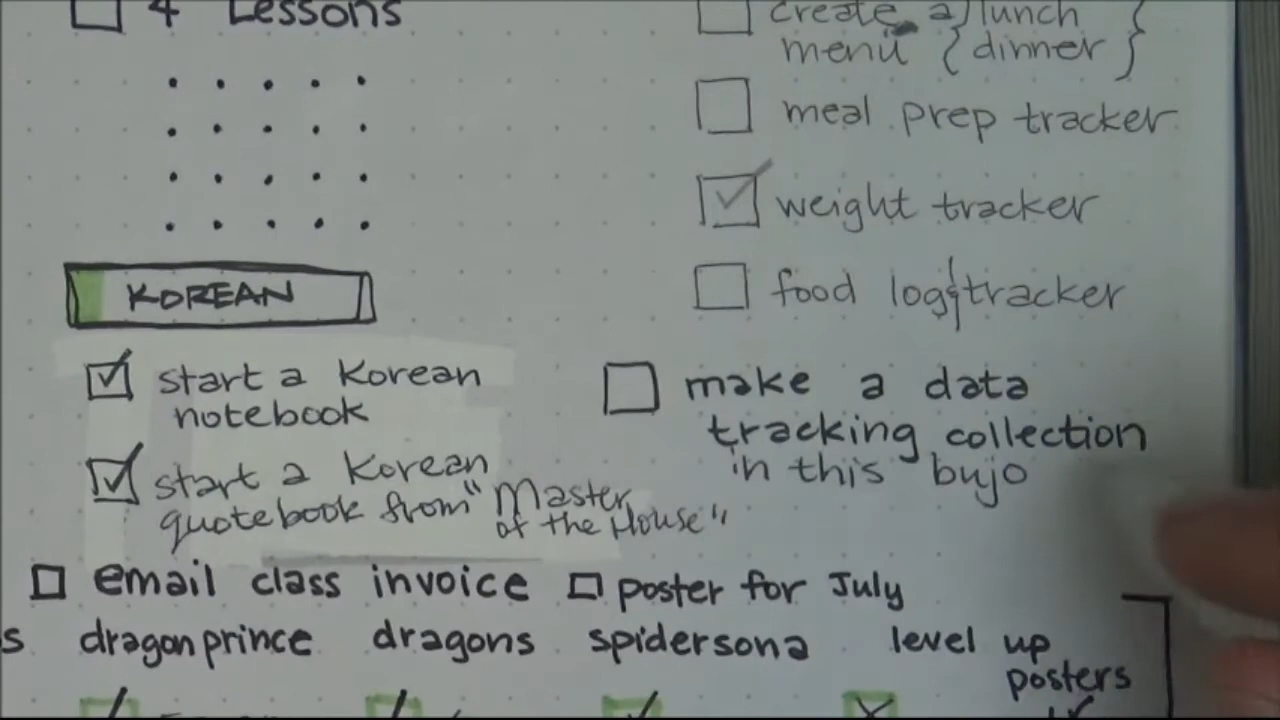 4 Lessons
KOREAN
start a Korean
notebook
start a Korean
quotebook from "Master
of the House"
create a lunch
menu { dinner }
meal prep tracker
weight tracker
food log & tracker
make a data
tracking collection
in this bujo
email class invoice
poster for July
s dragon prince dragons spidersona level up
posters